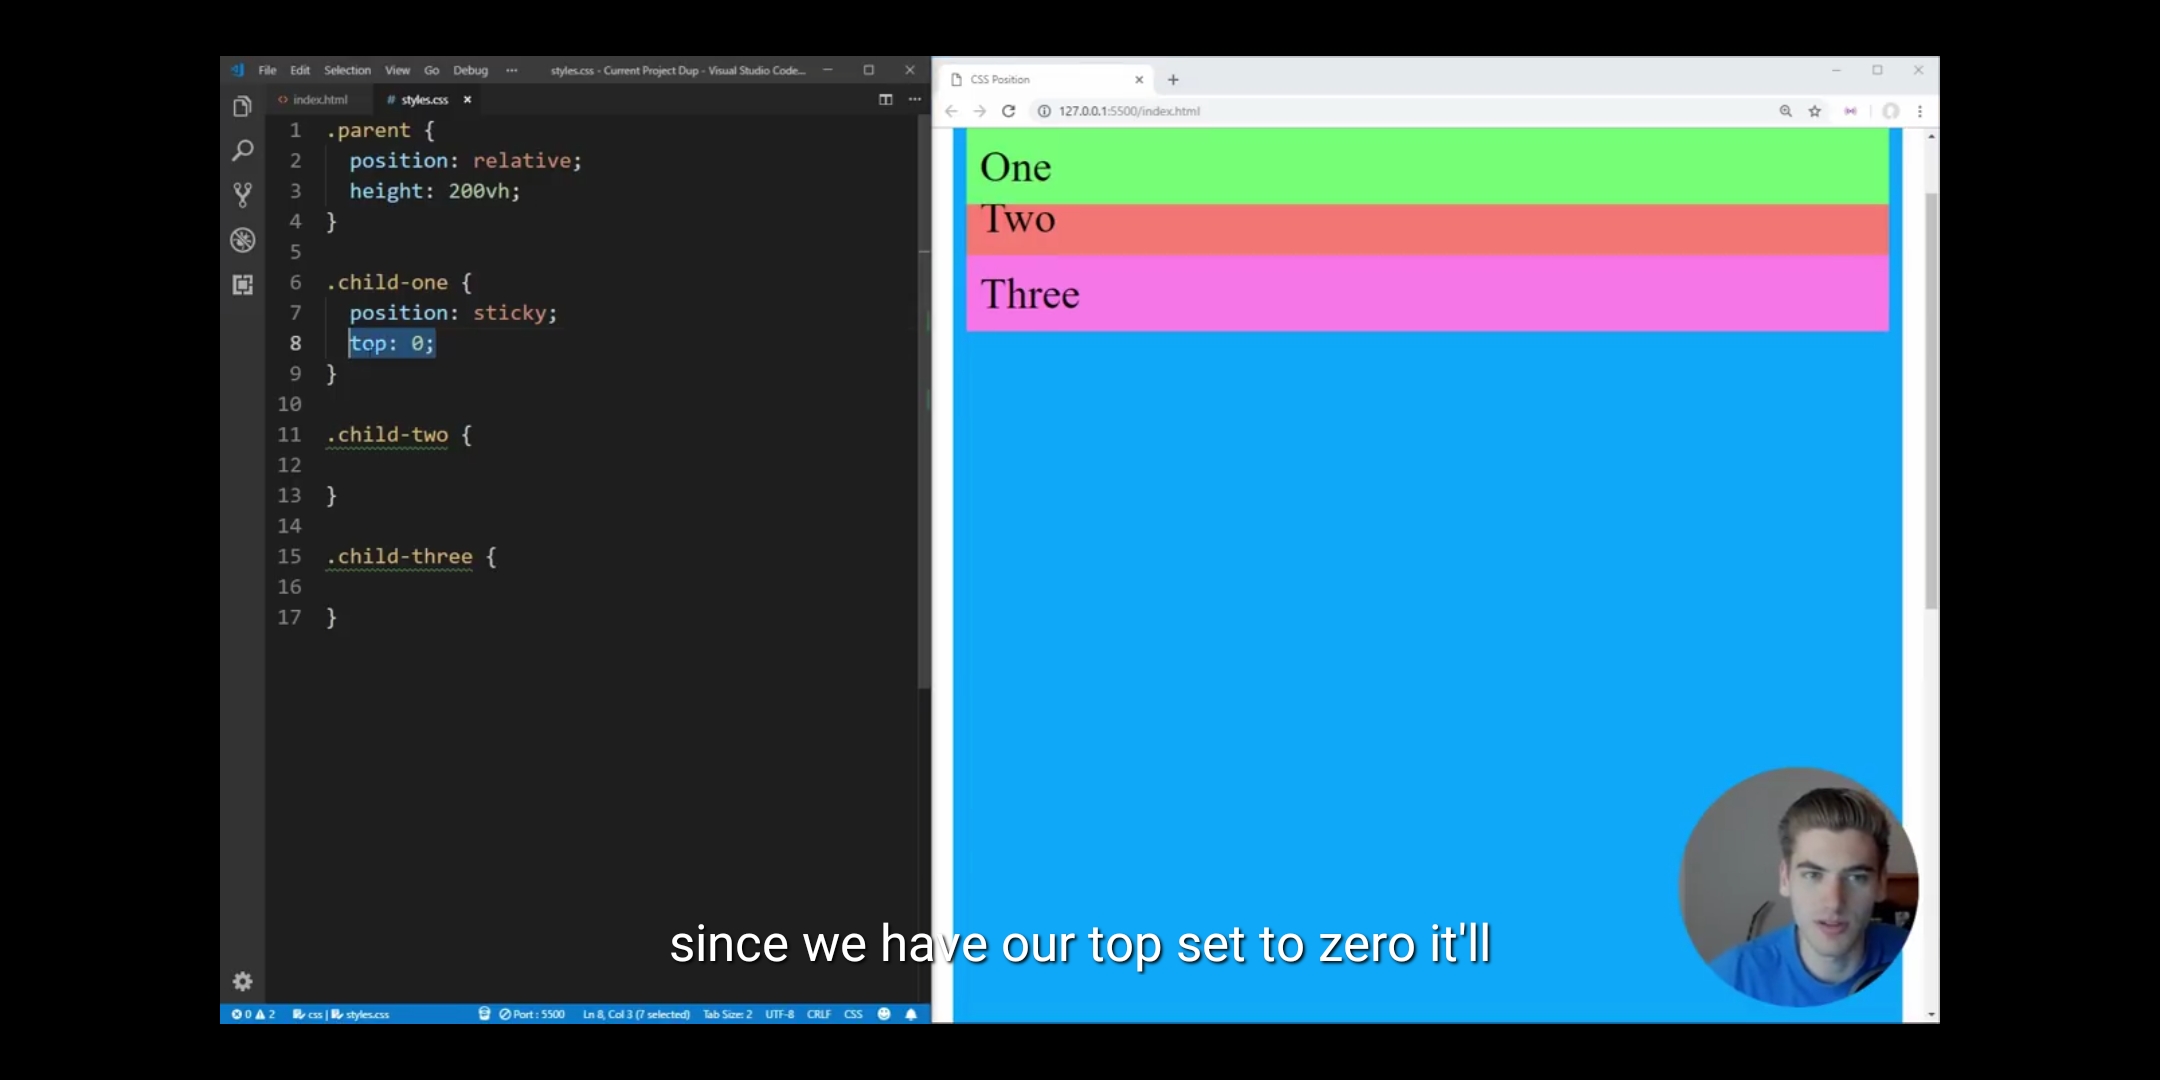 File Edit Selection View Go Debug ··· styles.css - Current Project Dup - Visual Studio Code...
index.html # styles.css
1 .parent {
2 position: relative;
3 height: 200vh;
4 }
5
6 .child-one {
7 position: sticky;
8 top: 0;
9 }
10
11 .child-two {
12
13 }
14
15 .child-three {
16
17 }
0 2 css | styles.css Port : 5500 Ln 8, Col 3 (7 selected) Tab Size: 2 UTF-8 CRLF CSS
CSS Position
127.0.0.1:5500/index.html
One
Two
Three
since we have our top set to zero it'll